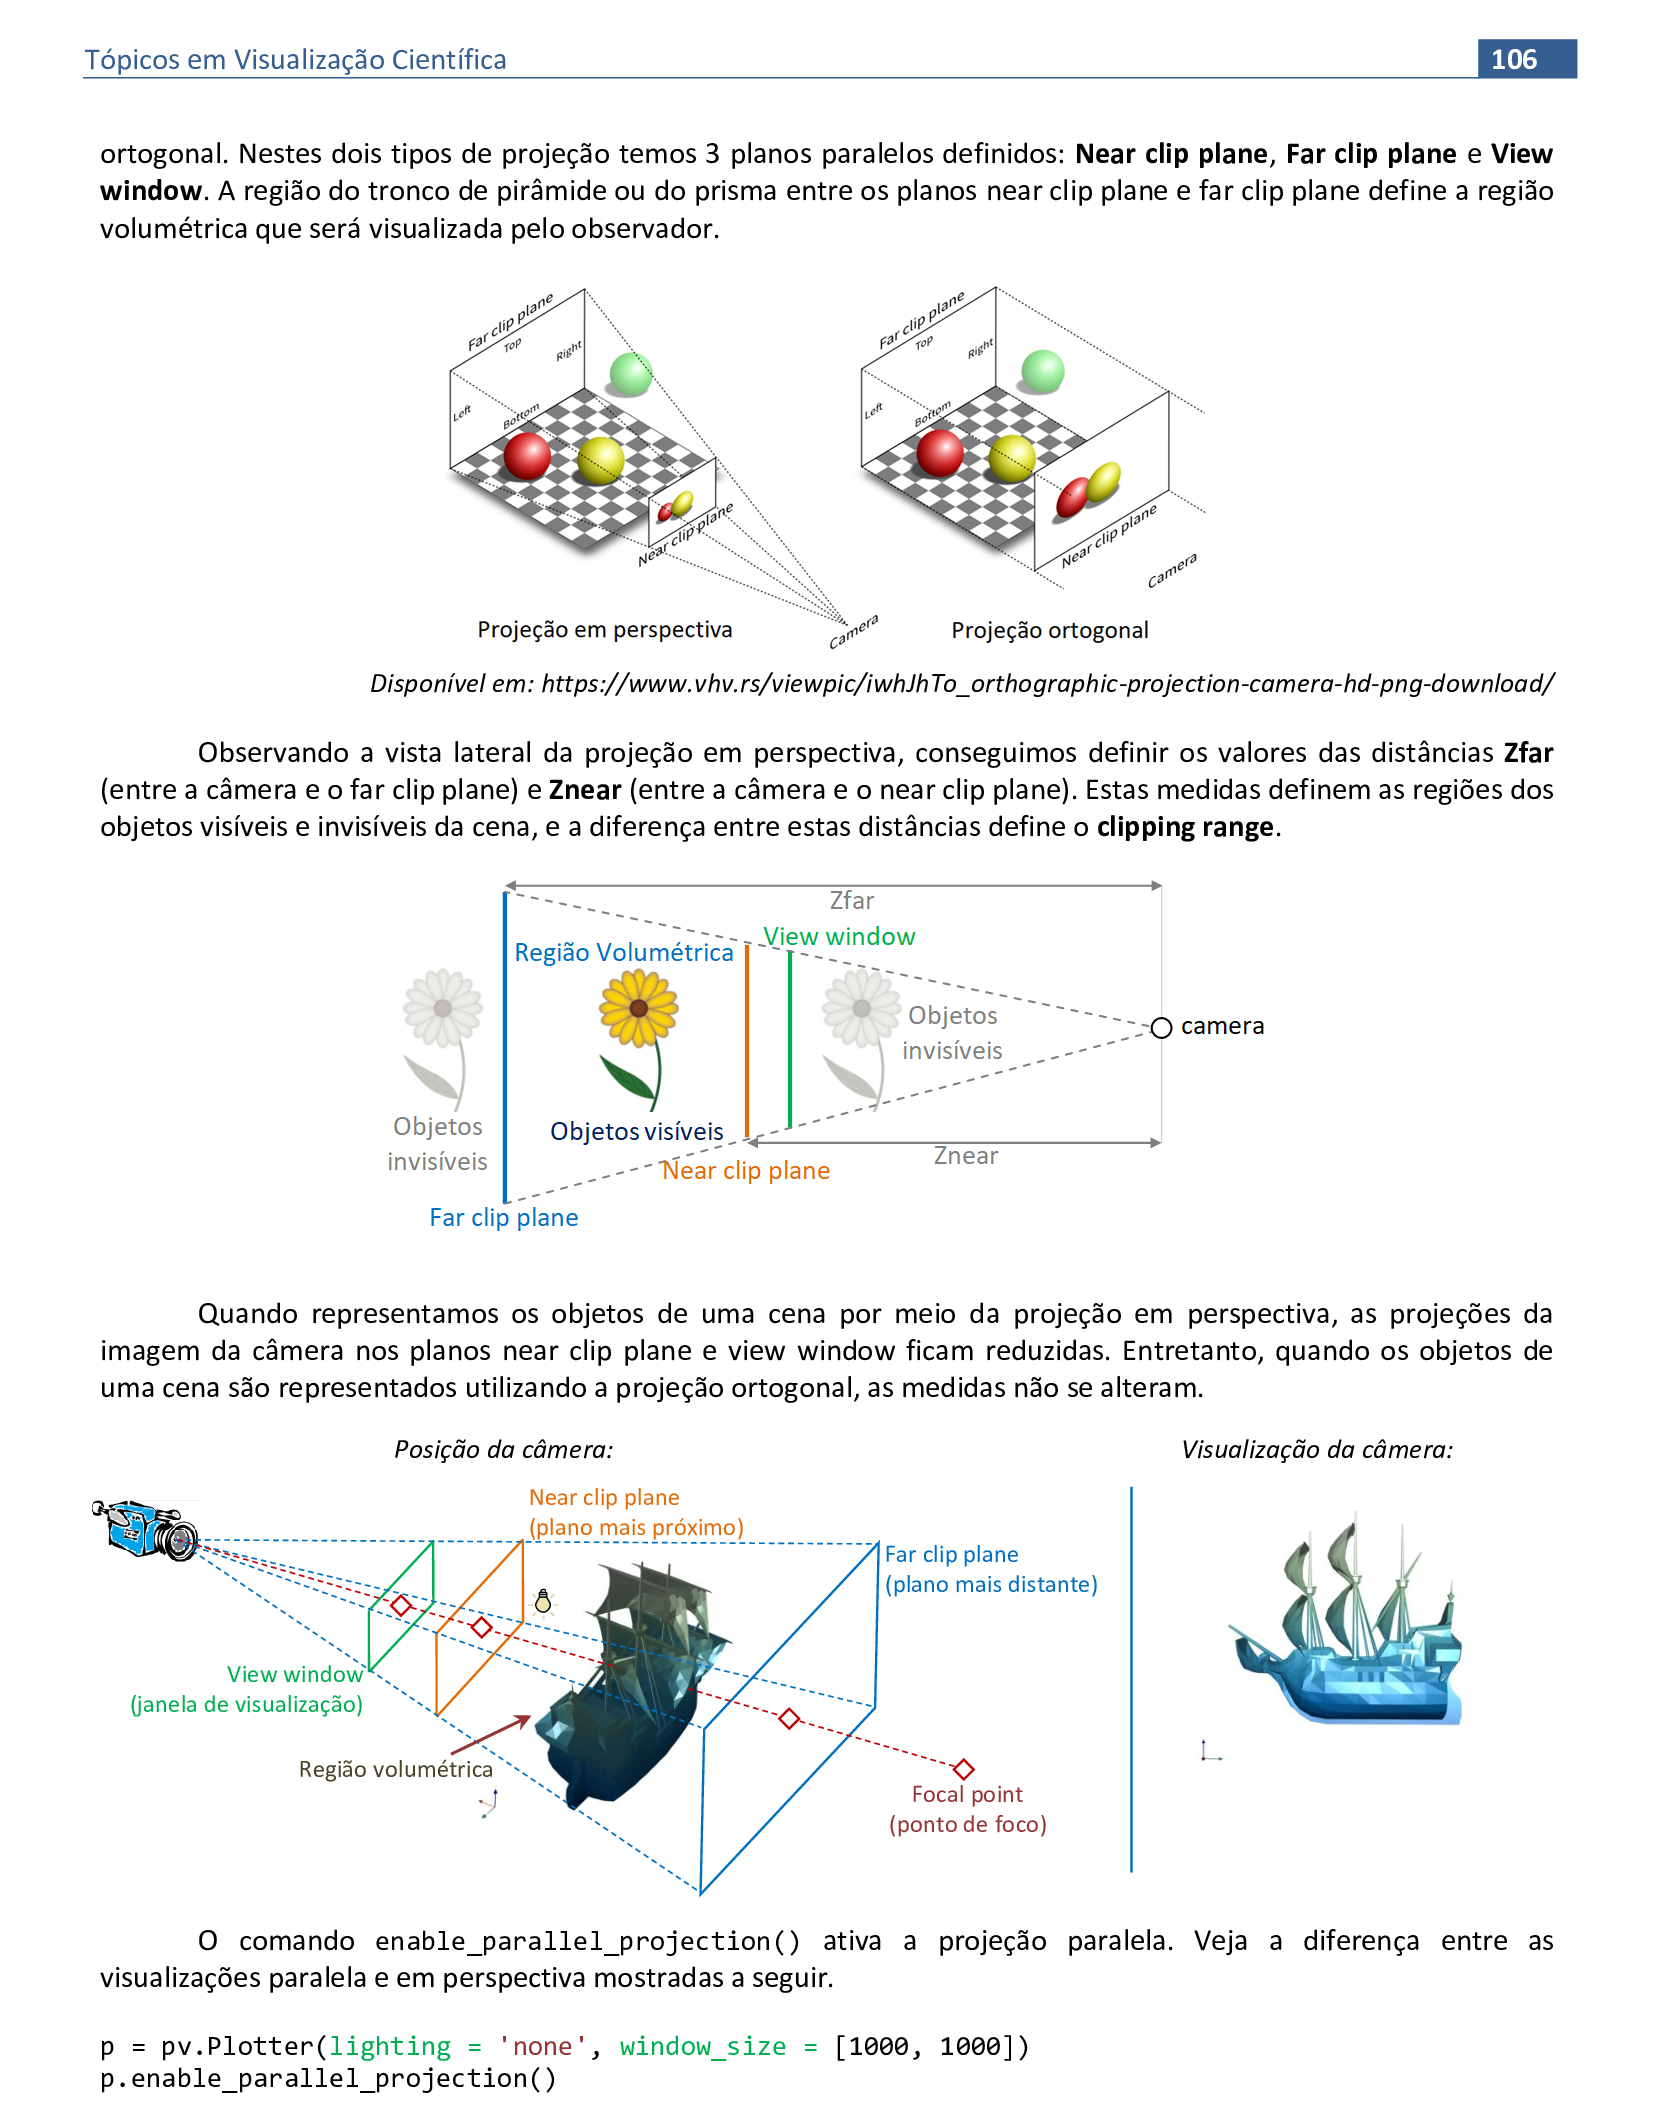 Tópicos em Visualização Científica
106
ortogonal. Nestes dois tipos de projeção temos 3 planos paralelos definidos: Near clip plane, Far clip plane e View
window. A região do tronco de pirâmide ou do prisma entre os planos near clip plane e far clip plane define a região
volumétrica que será visualizada pelo observador.
Far clip plane
Top
Right
Left
Bottom
Near clip plane
Camera
Projeção em perspectiva
Far clip plane
Top
Right
Left
Bottom
Near clip plane
Camera
Projeção ortogonal
Disponível em: https://www.vhv.rs/viewpic/iwhJhTo_orthographic-projection-camera-hd-png-download/
Observando a vista lateral da projeção em perspectiva, conseguimos definir os valores das distâncias Zfar
(entre a câmera e o far clip plane) e Znear (entre a câmera e o near clip plane). Estas medidas definem as regiões dos
objetos visíveis e invisíveis da cena, e a diferença entre estas distâncias define o clipping range.
Zfar
View window
Região Volumétrica
Objetos
invisíveis
camera
Objetos
invisíveis
Objetos visíveis
Znear
Near clip plane
Far clip plane
Quando representamos os objetos de uma cena por meio da projeção em perspectiva, as projeções da
imagem da câmera nos planos near clip plane e view window ficam reduzidas. Entretanto, quando os objetos de
uma cena são representados utilizando a projeção ortogonal, as medidas não se alteram.
Posição da câmera:
Visualização da câmera:
Near clip plane
(plano mais próximo)
Far clip plane
(plano mais distante)
View window
(janela de visualização)
Região volumétrica
Focal point
(ponto de foco)
O comando enable_parallel_projection() ativa a projeção paralela. Veja a diferença entre as
visualizações paralela e em perspectiva mostradas a seguir.
p = pv.Plotter(lighting = 'none', window_size = [1000, 1000])
p.enable_parallel_projection()